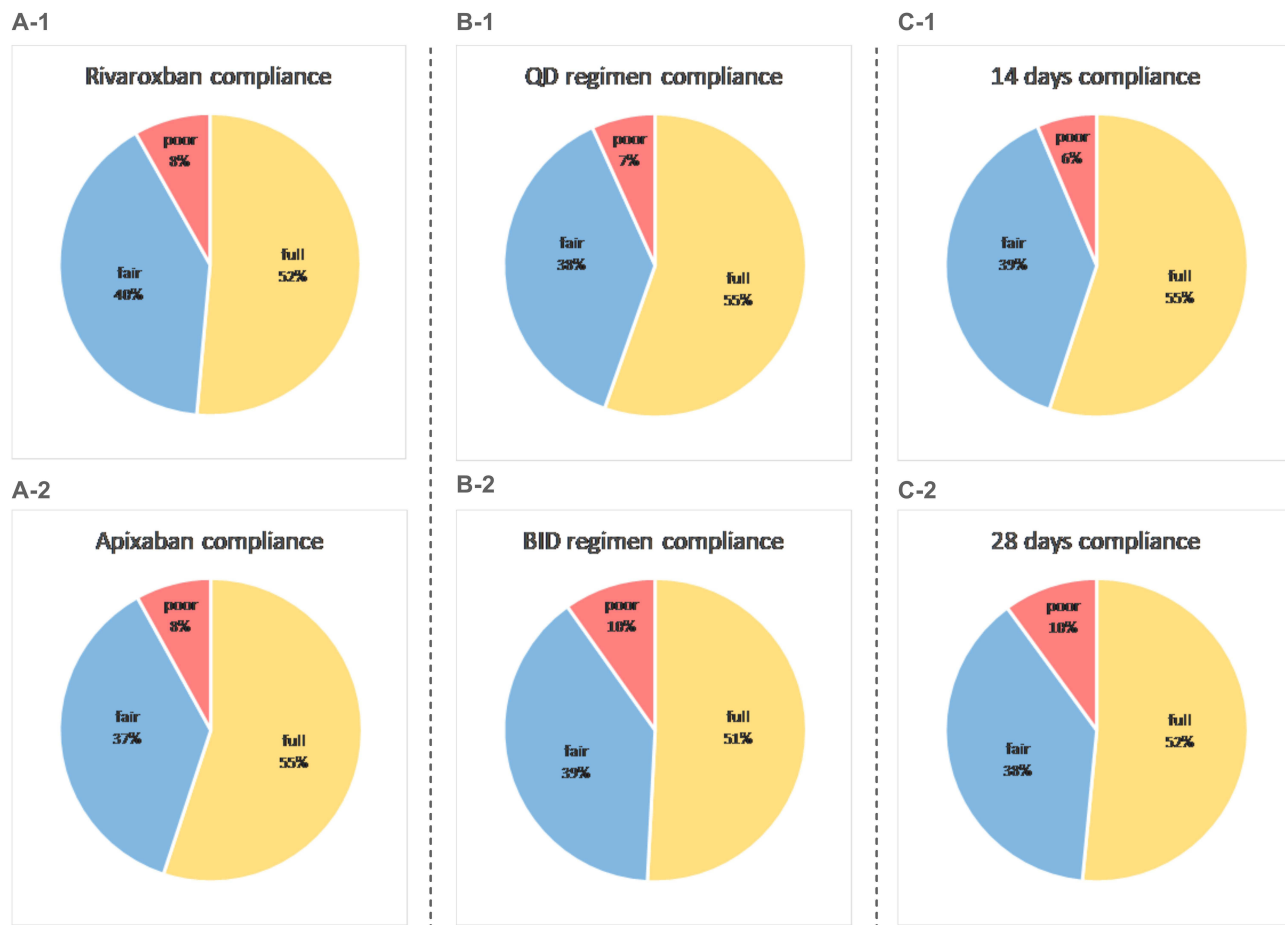 A-1
Rivaroxban compliance
poor
8%
fair
40%
full
52%
B-1
QD regimen compliance
poor
7%
fair
38%
full
55%
C-1
14 days compliance
poor
6%
fair
39%
full
55%
A-2
Apixaban compliance
poor
8%
fair
37%
full
55%
B-2
BID regimen compliance
poor
10%
fair
39%
full
51%
C-2
28 days compliance
poor
10%
fair
38%
full
52%